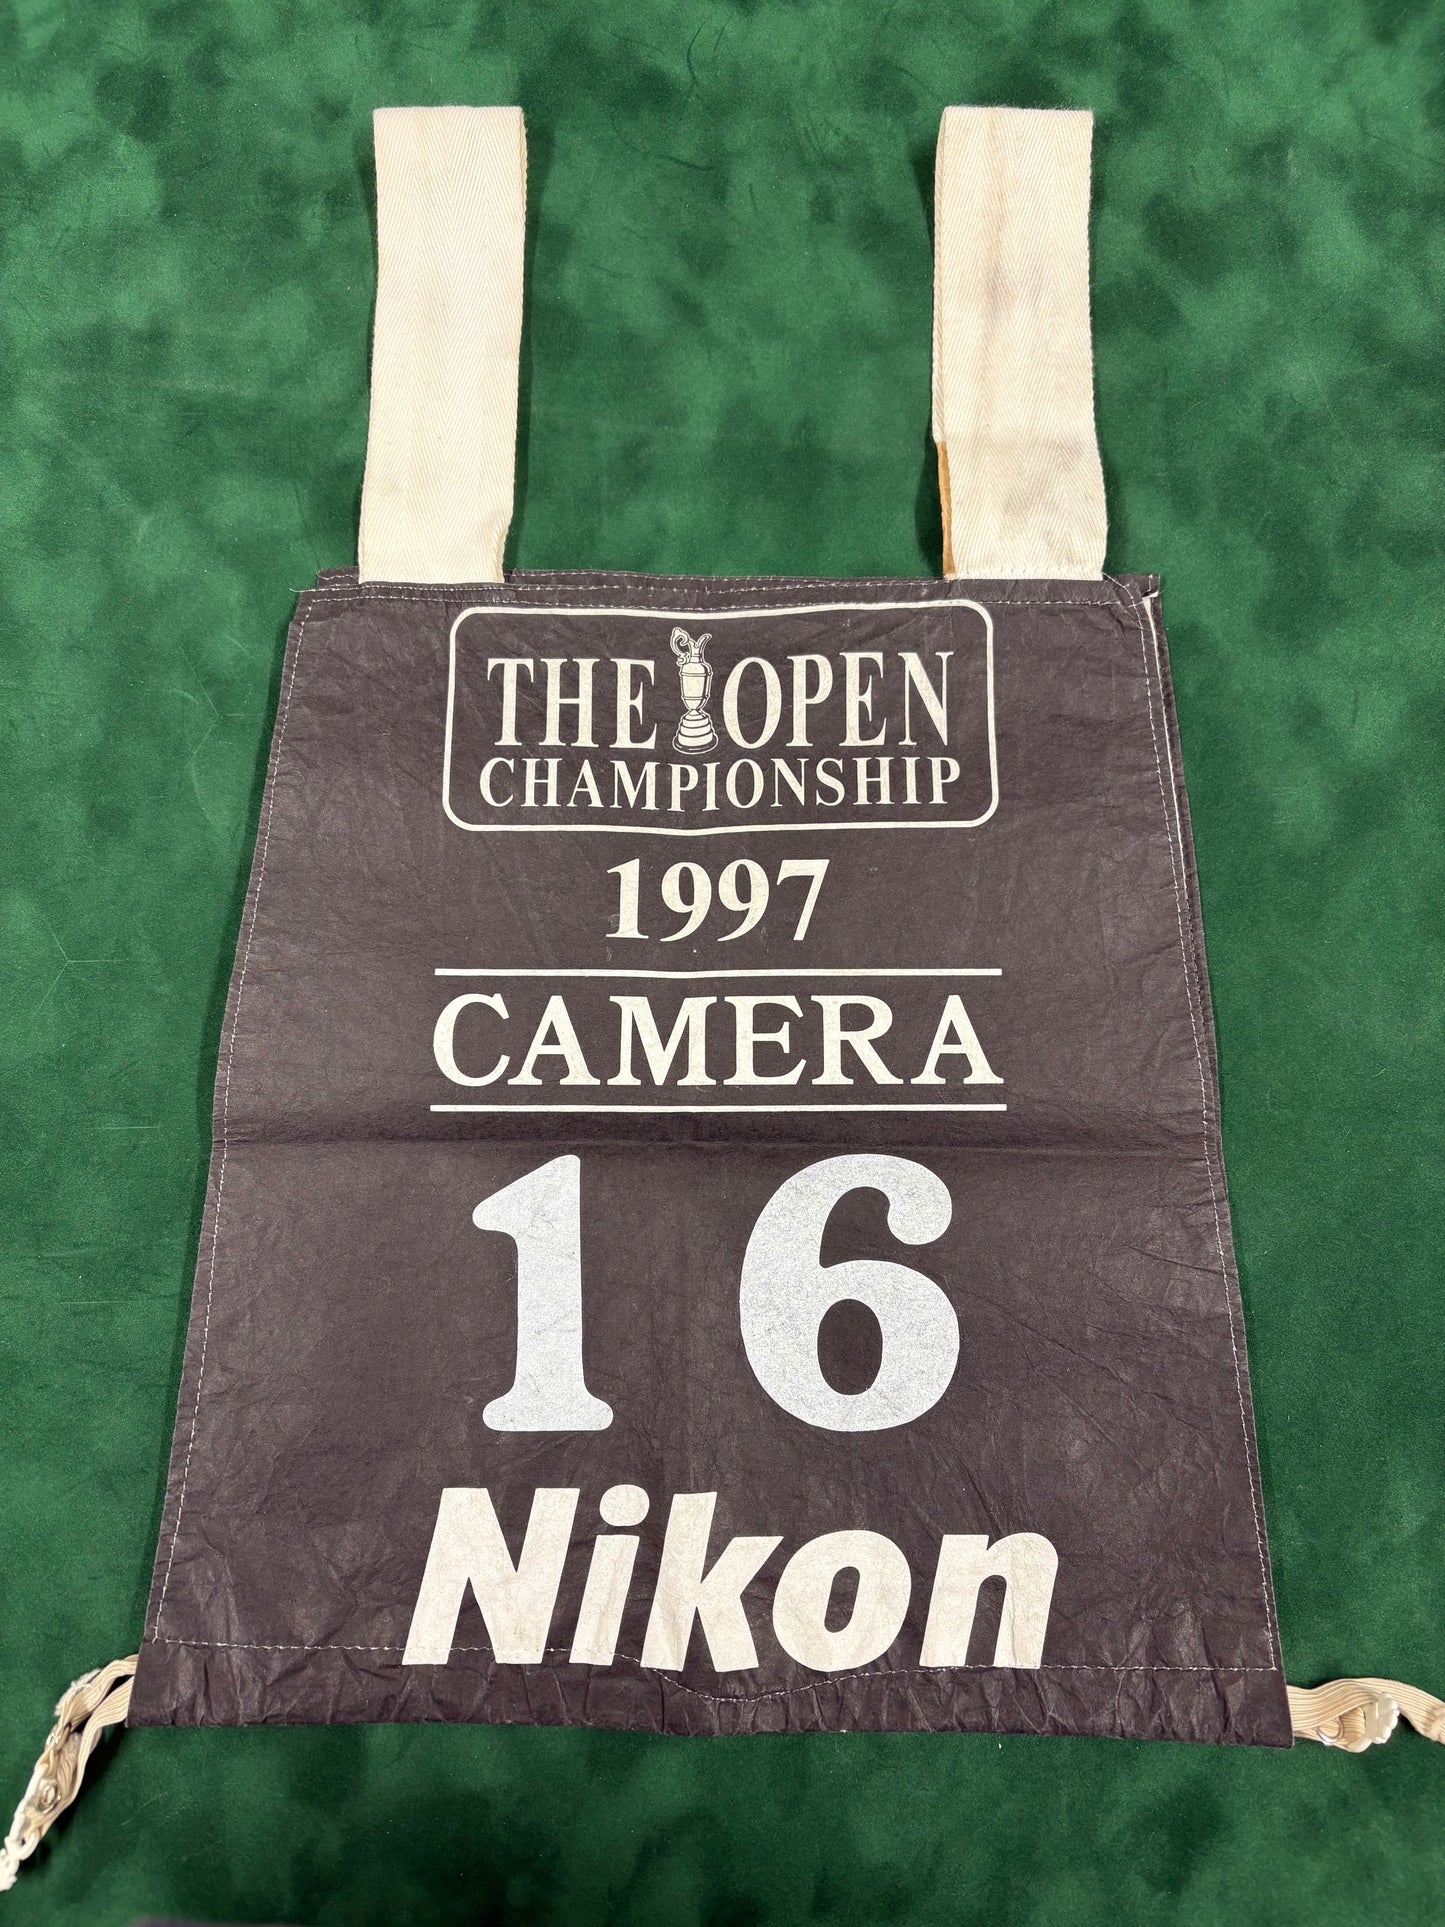 THE OPEN
CHAMPIONSHIP
1997
CAMERA
16
Nikon